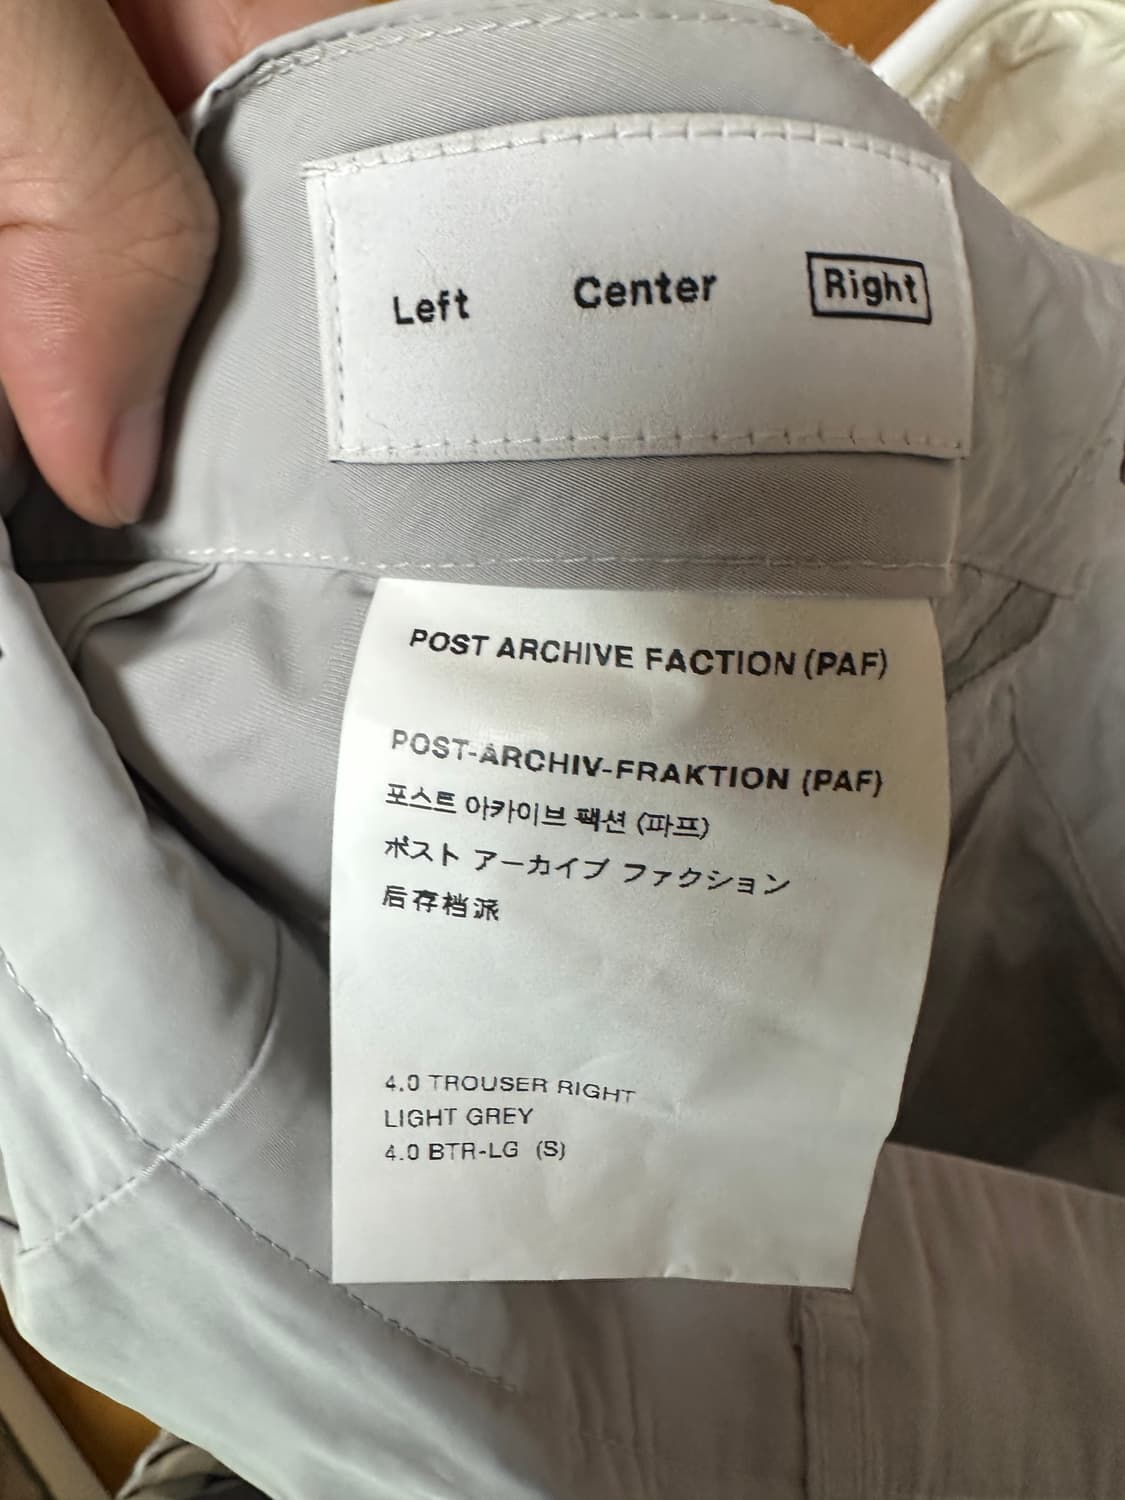 Left Center Right
POST ARCHIVE FACTION (PAF)
POST-ARCHIV-FRAKTION (PAF)
포스트 아카이브 팩션 (파프)
ポスト アーカイブ ファクション
后存档派
4.0 TROUSER RIGHT
LIGHT GREY
4.0 BTR-LG (S)